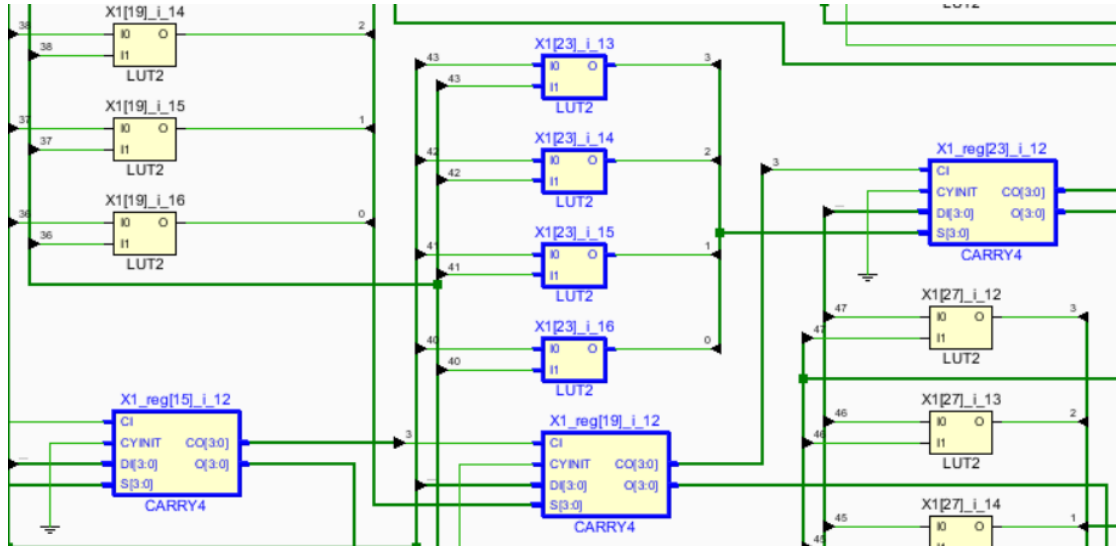 X1[19]_i_14
38
I0 O
2
38
I1
LUT2
X1[19]_i_15
37
I0 O
1
37
I1
LUT2
X1[19]_i_16
36
I0 O
0
36
I1
LUT2
X1_reg[15]_i_12
CI
CYINIT CO[3:0]
3
DI[3:0] O[3:0]
S[3:0]
CARRY4
X1[23]_i_13
43
I0 O
3
43
I1
LUT2
X1[23]_i_14
42
I0 O
2
42
I1
LUT2
X1[23]_i_15
41
I0 O
1
41
I1
LUT2
X1[23]_i_16
40
I0 O
0
40
I1
LUT2
X1_reg[19]_i_12
CI
CYINIT CO[3:0]
DI[3:0] O[3:0]
S[3:0]
CARRY4
LUT2
X1_reg[23]_i_12
3
CI
CYINIT CO[3:0]
DI[3:0] O[3:0]
S[3:0]
CARRY4
X1[27]_i_12
47
I0 O
3
47
I1
LUT2
X1[27]_i_13
46
I0 O
2
46
I1
LUT2
X1[27]_i_14
45
I0 O
1
45
I1